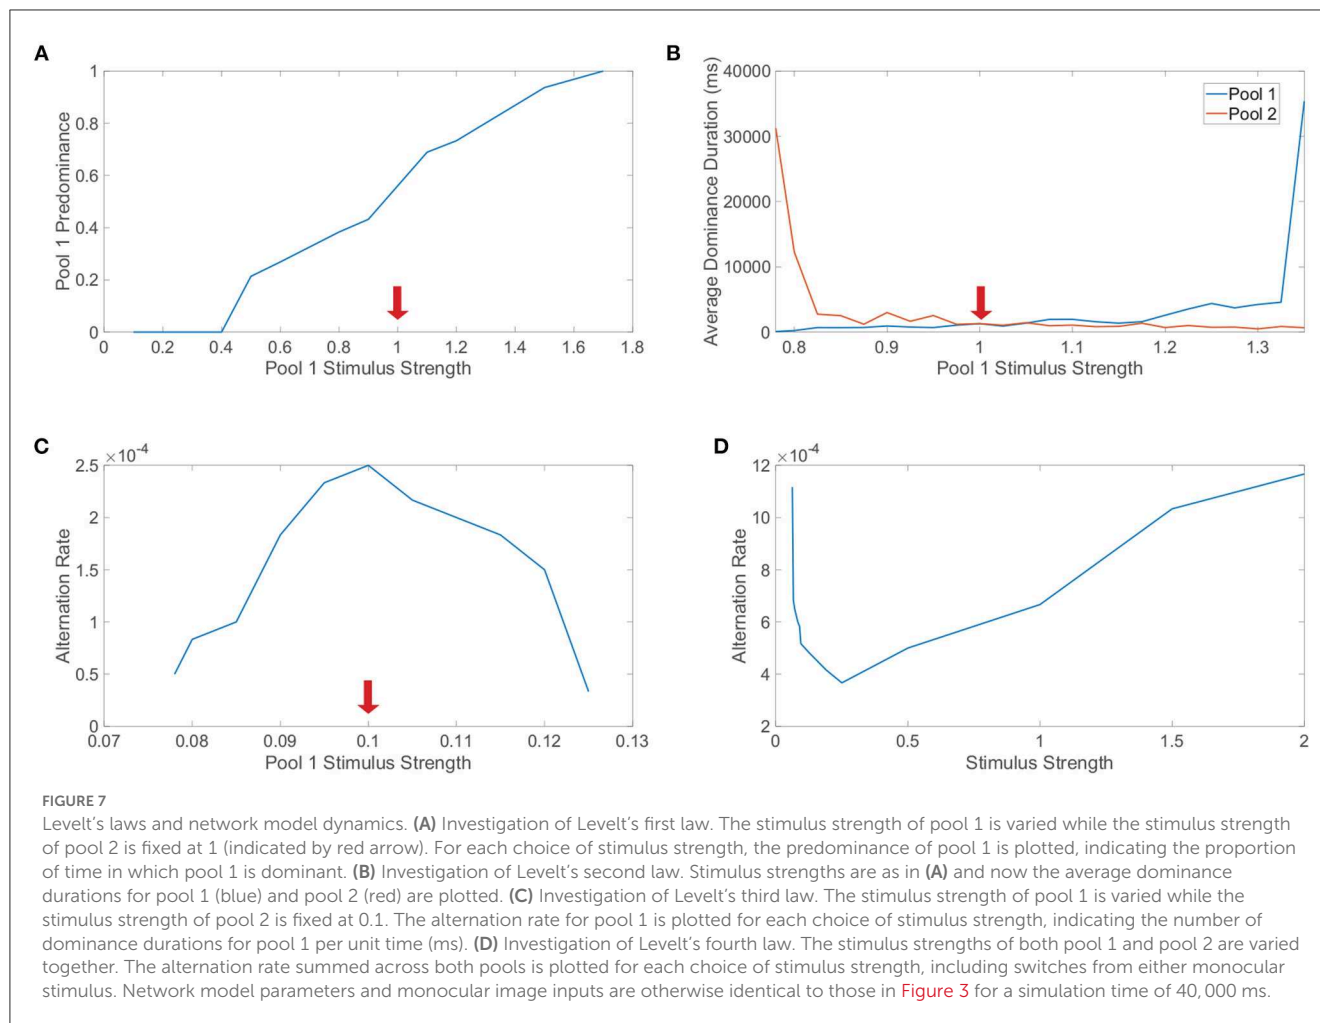 A
1
0.8
0.6
0.4
0.2
0
Pool 1 Predominance
0 0.2 0.4 0.6 0.8 1 1.2 1.4 1.6 1.8
Pool 1 Stimulus Strength
B
40000
30000
20000
10000
0
Average Dominance Duration (ms)
Pool 1
Pool 2
0.8 0.9 1 1.1 1.2 1.3
Pool 1 Stimulus Strength
C
×10⁻⁴
2.5
2
1.5
1
0.5
0
Alternation Rate
0.07 0.08 0.09 0.1 0.11 0.12 0.13
Pool 1 Stimulus Strength
D
×10⁻⁴
12
10
8
6
4
2
Alternation Rate
0 0.5 1 1.5 2
Stimulus Strength
FIGURE 7
Levelt's laws and network model dynamics. (A) Investigation of Levelt's first law. The stimulus strength of pool 1 is varied while the stimulus strength
of pool 2 is fixed at 1 (indicated by red arrow). For each choice of stimulus strength, the predominance of pool 1 is plotted, indicating the proportion
of time in which pool 1 is dominant. (B) Investigation of Levelt's second law. Stimulus strengths are as in (A) and now the average dominance
durations for pool 1 (blue) and pool 2 (red) are plotted. (C) Investigation of Levelt's third law. The stimulus strength of pool 1 is varied while the
stimulus strength of pool 2 is fixed at 0.1. The alternation rate for pool 1 is plotted for each choice of stimulus strength, indicating the number of
dominance durations for pool 1 per unit time (ms). (D) Investigation of Levelt's fourth law. The stimulus strengths of both pool 1 and pool 2 are varied
together. The alternation rate summed across both pools is plotted for each choice of stimulus strength, including switches from either monocular
stimulus. Network model parameters and monocular image inputs are otherwise identical to those in Figure 3 for a simulation time of 40,000 ms.